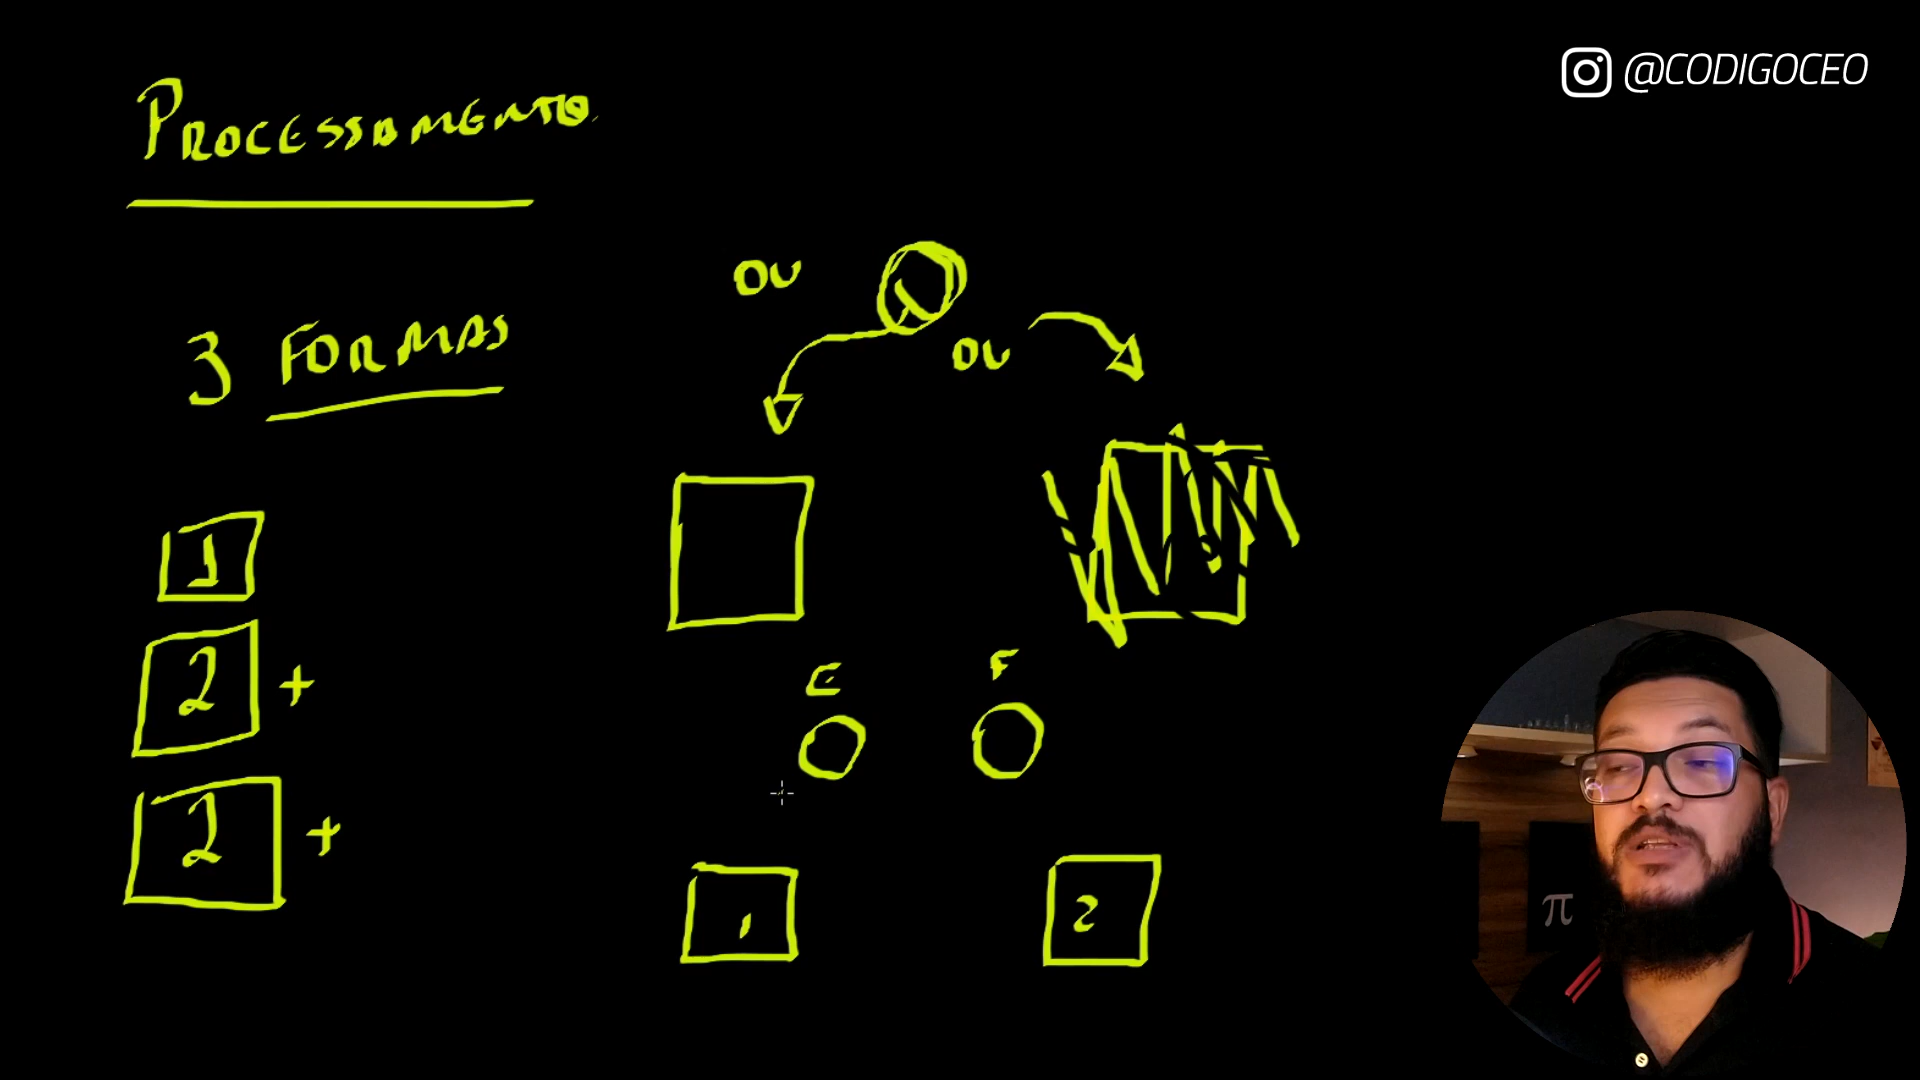 @CODIGOCEO
PROCESSAMENTO
OU
OU
3 FORMAS
1
2 +
2 +
E F
1 2
π